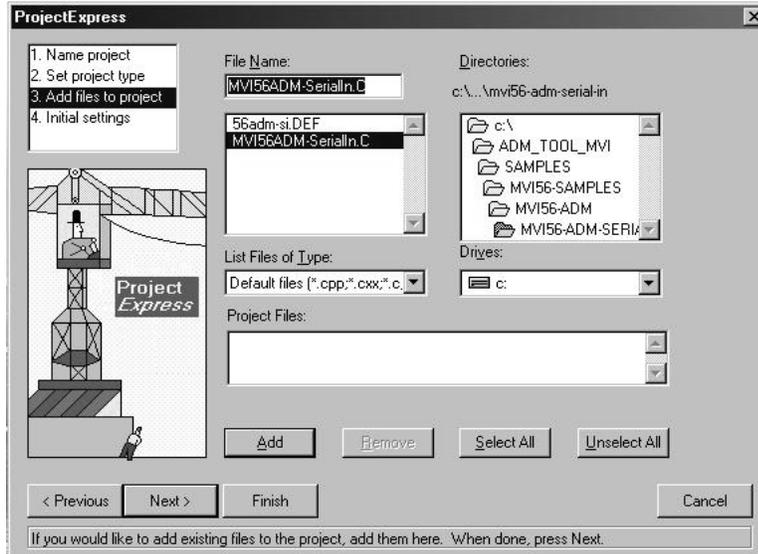 ProjectExpress
1. Name project
2. Set project type
3. Add files to project
4. Initial settings
Project
Express
File Name:
MVI56ADM-SerialIn.C
56adm-si.DEF
MVI56ADM-SerialIn.C
List Files of Type:
Default files (*.cpp;*.cxx;*.c,
Directories:
c:\...\mvi56-adm-serial-in
c:\
ADM_TOOL_MVI
SAMPLES
MVI56-SAMPLES
MVI56-ADM
MVI56-ADM-SERIA
Drives:
c:
Project Files:
Add
Remove
Select All
Unselect All
< Previous
Next >
Finish
Cancel
If you would like to add existing files to the project, add them here. When done, press Next.